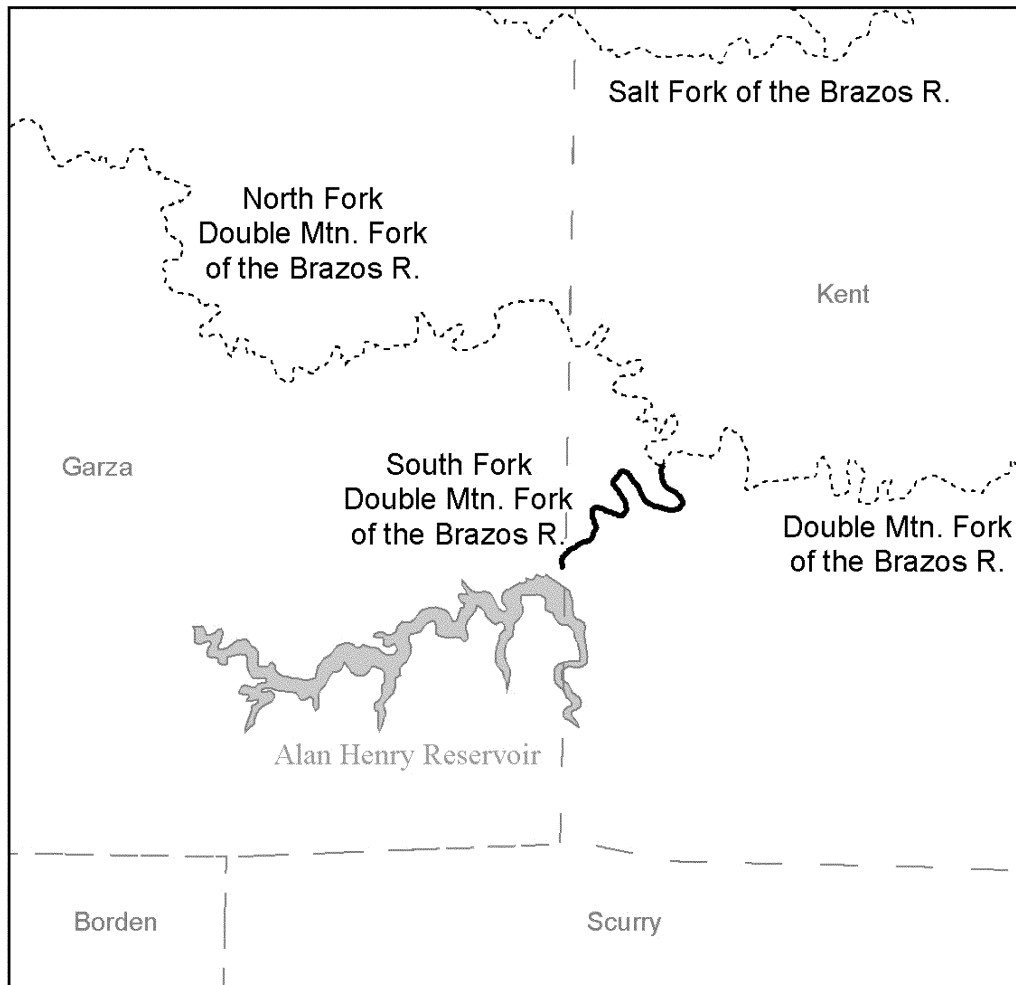 Salt Fork of the Brazos R.
North Fork
Double Mtn. Fork
of the Brazos R.
Kent
Garza
South Fork
Double Mtn. Fork
of the Brazos R.
Double Mtn. Fork
of the Brazos R.
Alan Henry Reservoir
Borden
Scurry